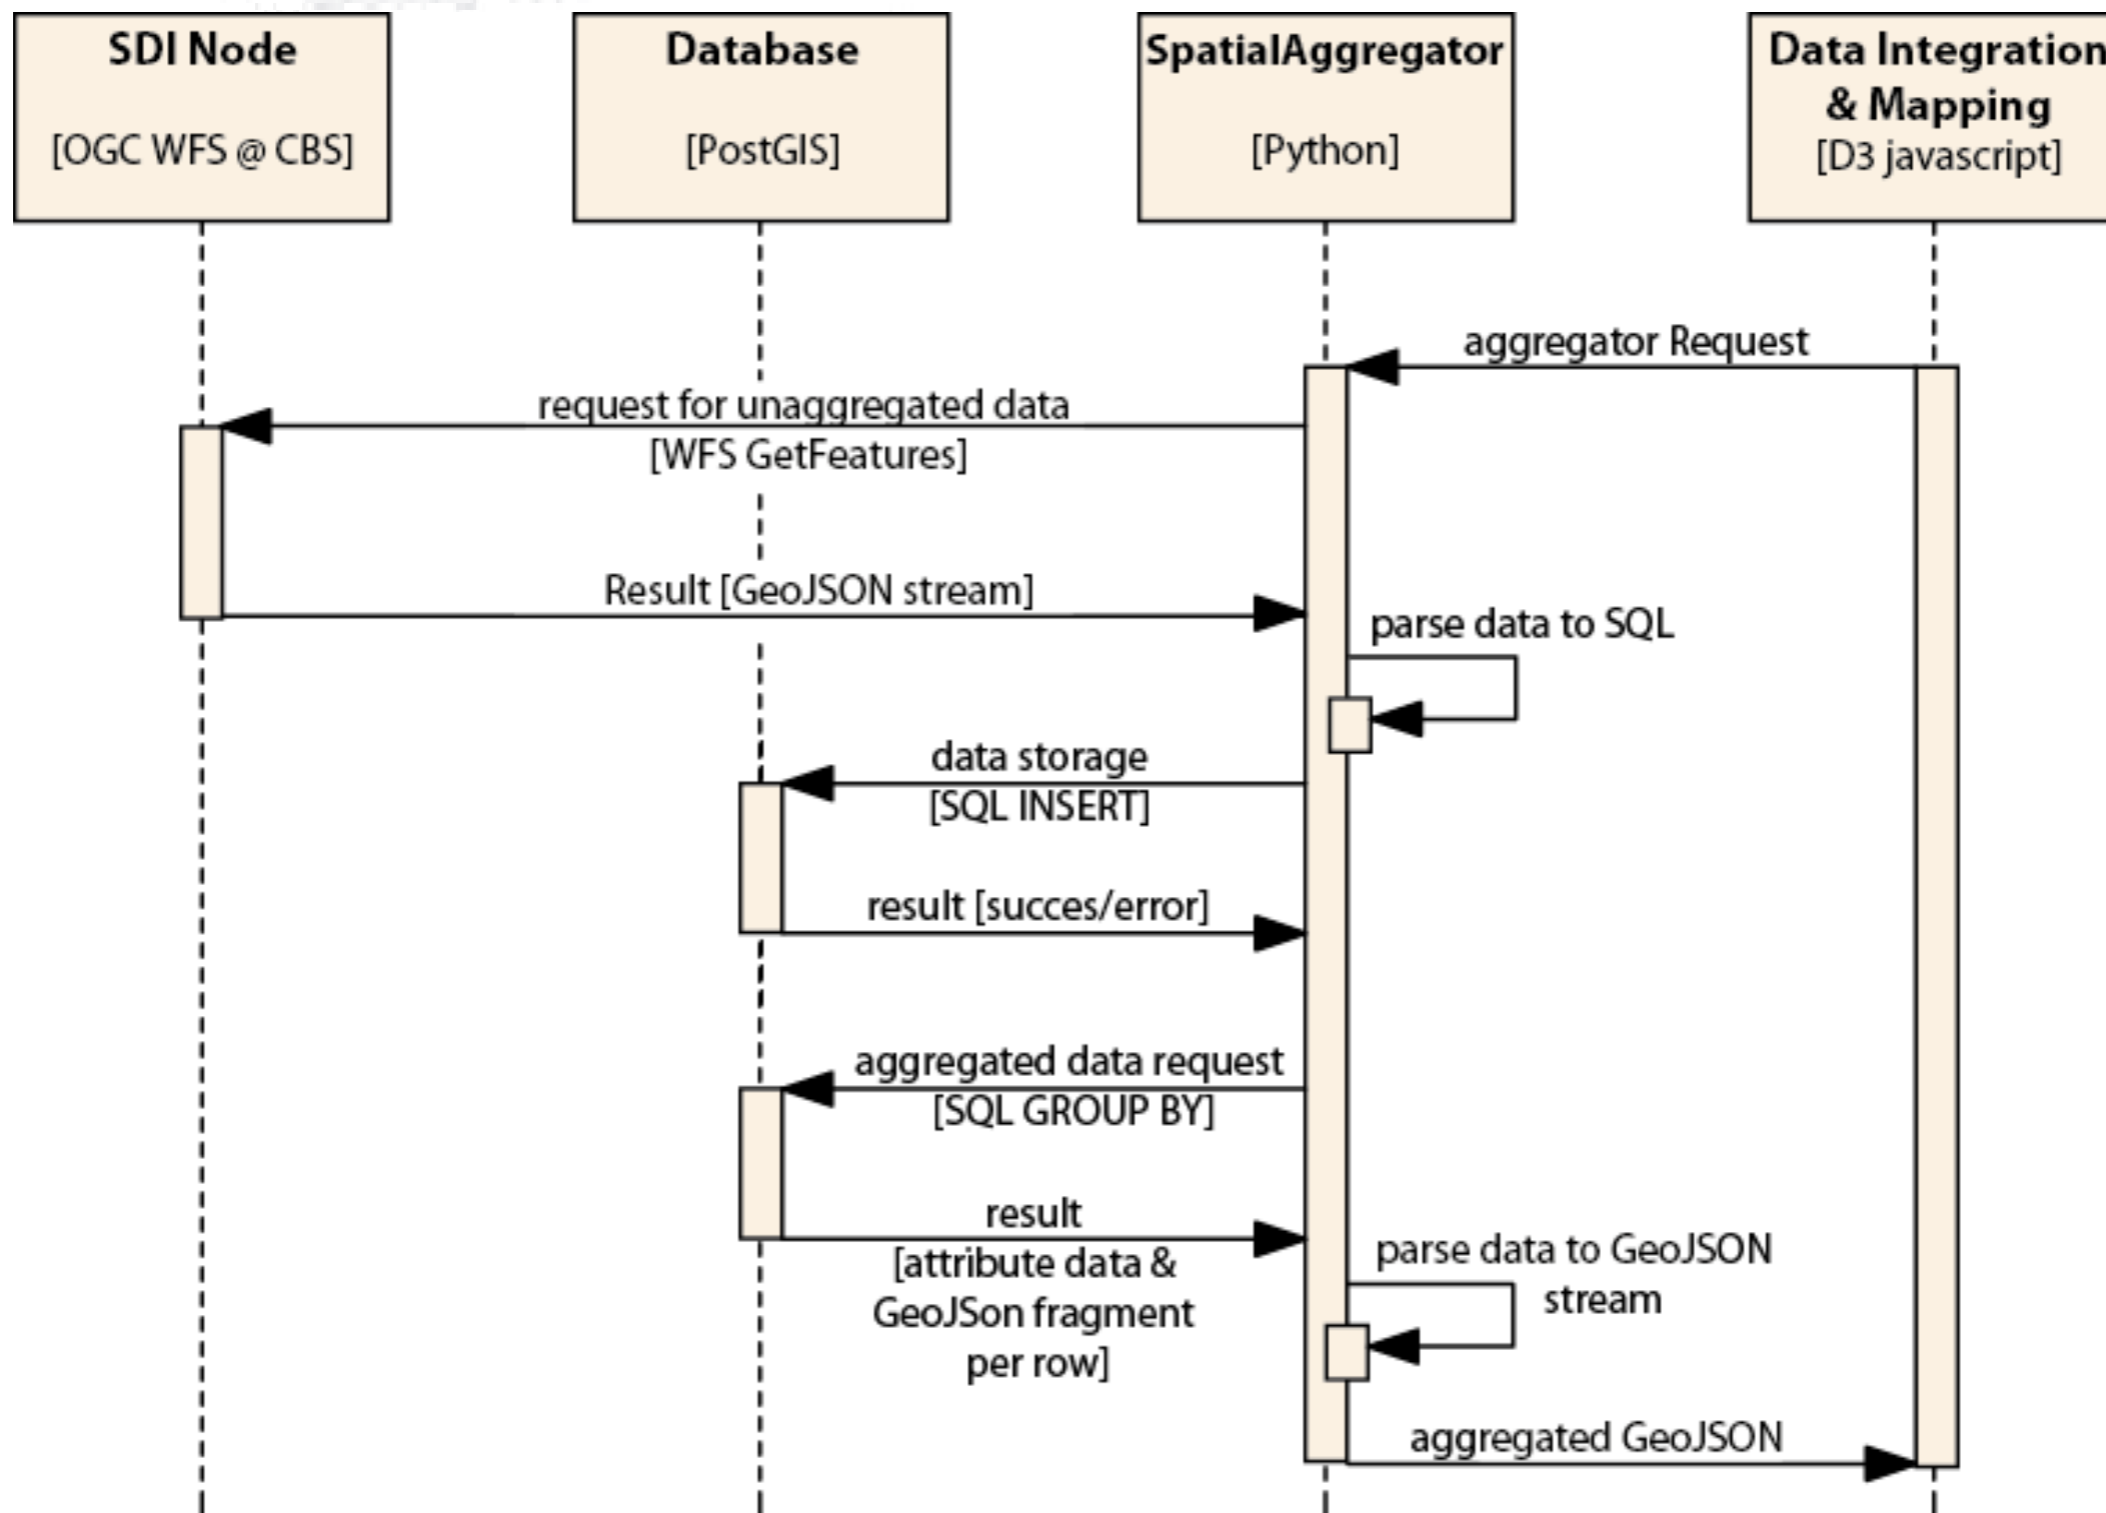 SDI Node
[OGC WFS @ CBS]
Database
[PostGIS]
SpatialAggregator
[Python]
Data Integration
& Mapping
[D3 javascript]
aggregator Request
request for unaggregated data
[WFS GetFeatures]
Result [GeoJSON stream]
parse data to SQL
data storage
[SQL INSERT]
result [succes/error]
aggregated data request
[SQL GROUP BY]
result
[attribute data &
GeoJSon fragment
per row]
parse data to GeoJSON
stream
aggregated GeoJSON